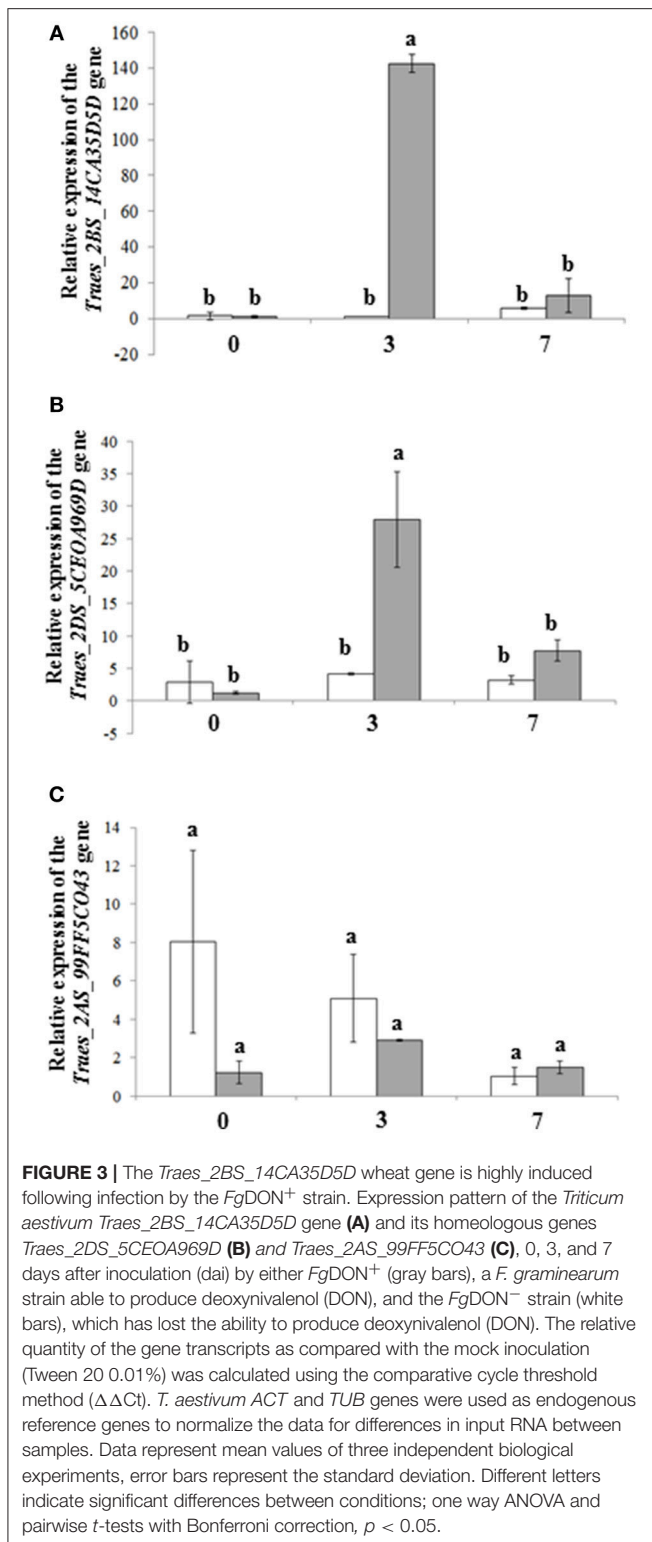 A
Relative expression of the
Traes_2BS_14CA35D5D gene
160
140
120
100
80
60
40
20
0
-20
b
b
b
a
b
b
0
3
7
B
Relative expression of the
Traes_2DS_5CEOA969D gene
40
35
30
25
20
15
10
5
0
-5
b
b
b
a
b
b
0
3
7
C
Relative expression of the
Traes_2AS_99FF5CO43 gene
14
12
10
8
6
4
2
0
a
a
a
a
a
a
0
3
7
FIGURE 3 | The Traes_2BS_14CA35D5D wheat gene is highly induced
following infection by the FgDON⁺ strain. Expression pattern of the Triticum
aestivum Traes_2BS_14CA35D5D gene (A) and its homeologous genes
Traes_2DS_5CEOA969D (B) and Traes_2AS_99FF5CO43 (C), 0, 3, and 7
days after inoculation (dai) by either FgDON⁺ (gray bars), a F. graminearum
strain able to produce deoxynivalenol (DON), and the FgDON⁻ strain (white
bars), which has lost the ability to produce deoxynivalenol (DON). The relative
quantity of the gene transcripts as compared with the mock inoculation
(Tween 20 0.01%) was calculated using the comparative cycle threshold
method (ΔΔCt). T. aestivum ACT and TUB genes were used as endogenous
reference genes to normalize the data for differences in input RNA between
samples. Data represent mean values of three independent biological
experiments, error bars represent the standard deviation. Different letters
indicate significant differences between conditions; one way ANOVA and
pairwise t-tests with Bonferroni correction, p < 0.05.